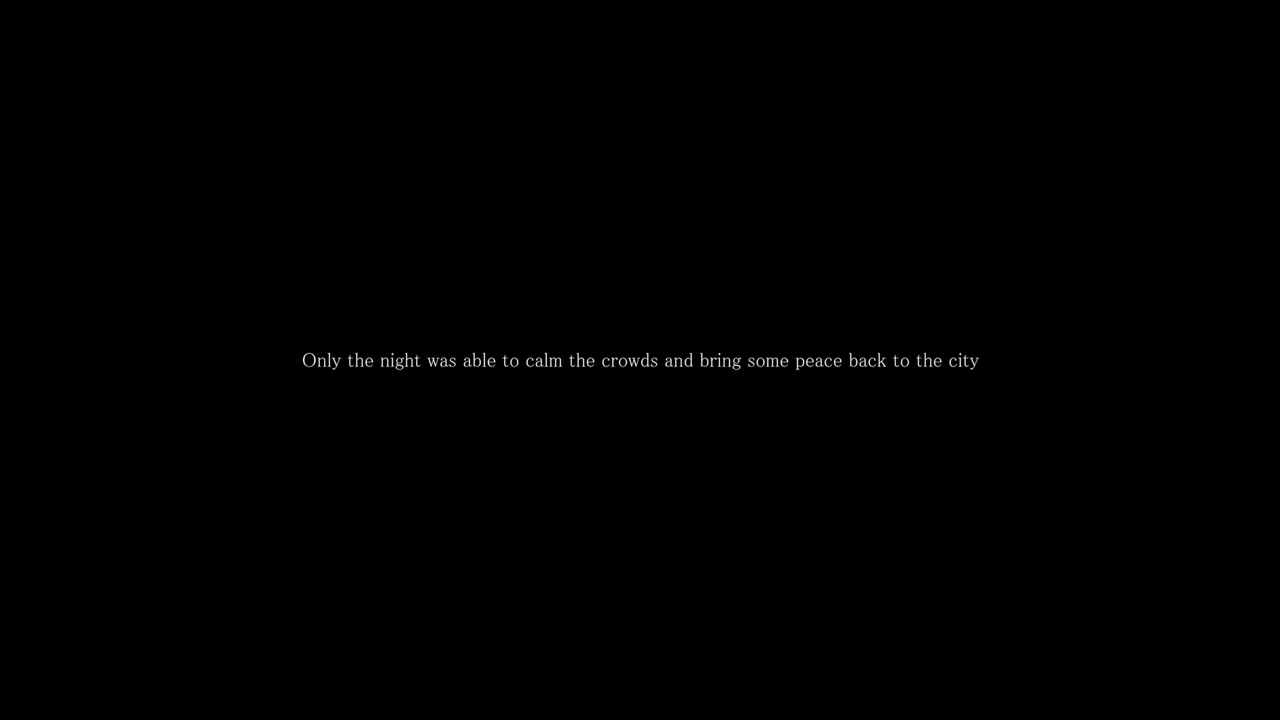 Only the night was able to calm the crowds and bring some peace back to the city